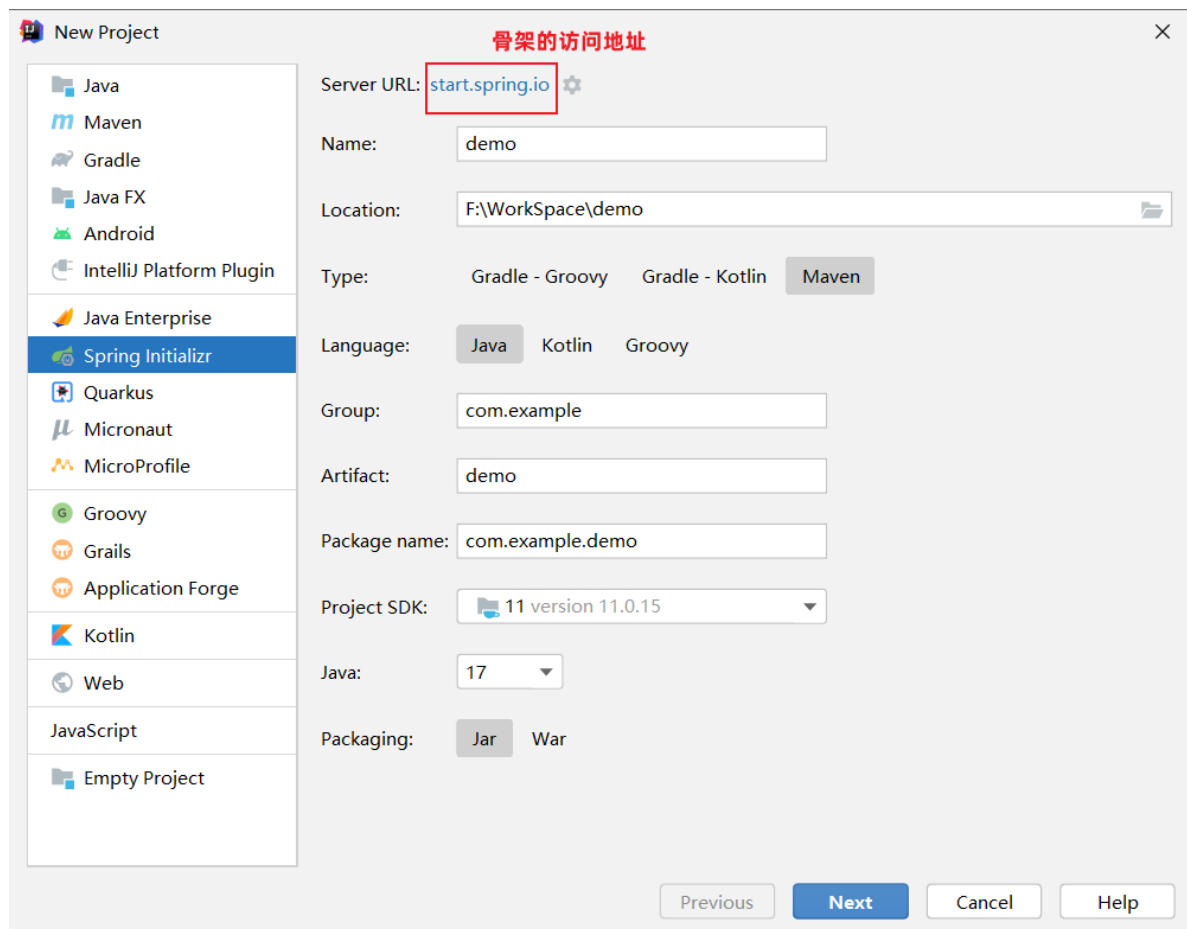 New Project
骨架的访问地址
Java
Maven
Gradle
Java FX
Android
IntelliJ Platform Plugin
Java Enterprise
Spring Initializr
Quarkus
Micronaut
MicroProfile
Groovy
Grails
Application Forge
Kotlin
Web
JavaScript
Empty Project
Server URL: start.spring.io
Name: demo
Location: F:\WorkSpace\demo
Type: Gradle - Groovy Gradle - Kotlin Maven
Language: Java Kotlin Groovy
Group: com.example
Artifact: demo
Package name: com.example.demo
Project SDK: 11 version 11.0.15
Java: 17
Packaging: Jar War
Previous Next Cancel Help